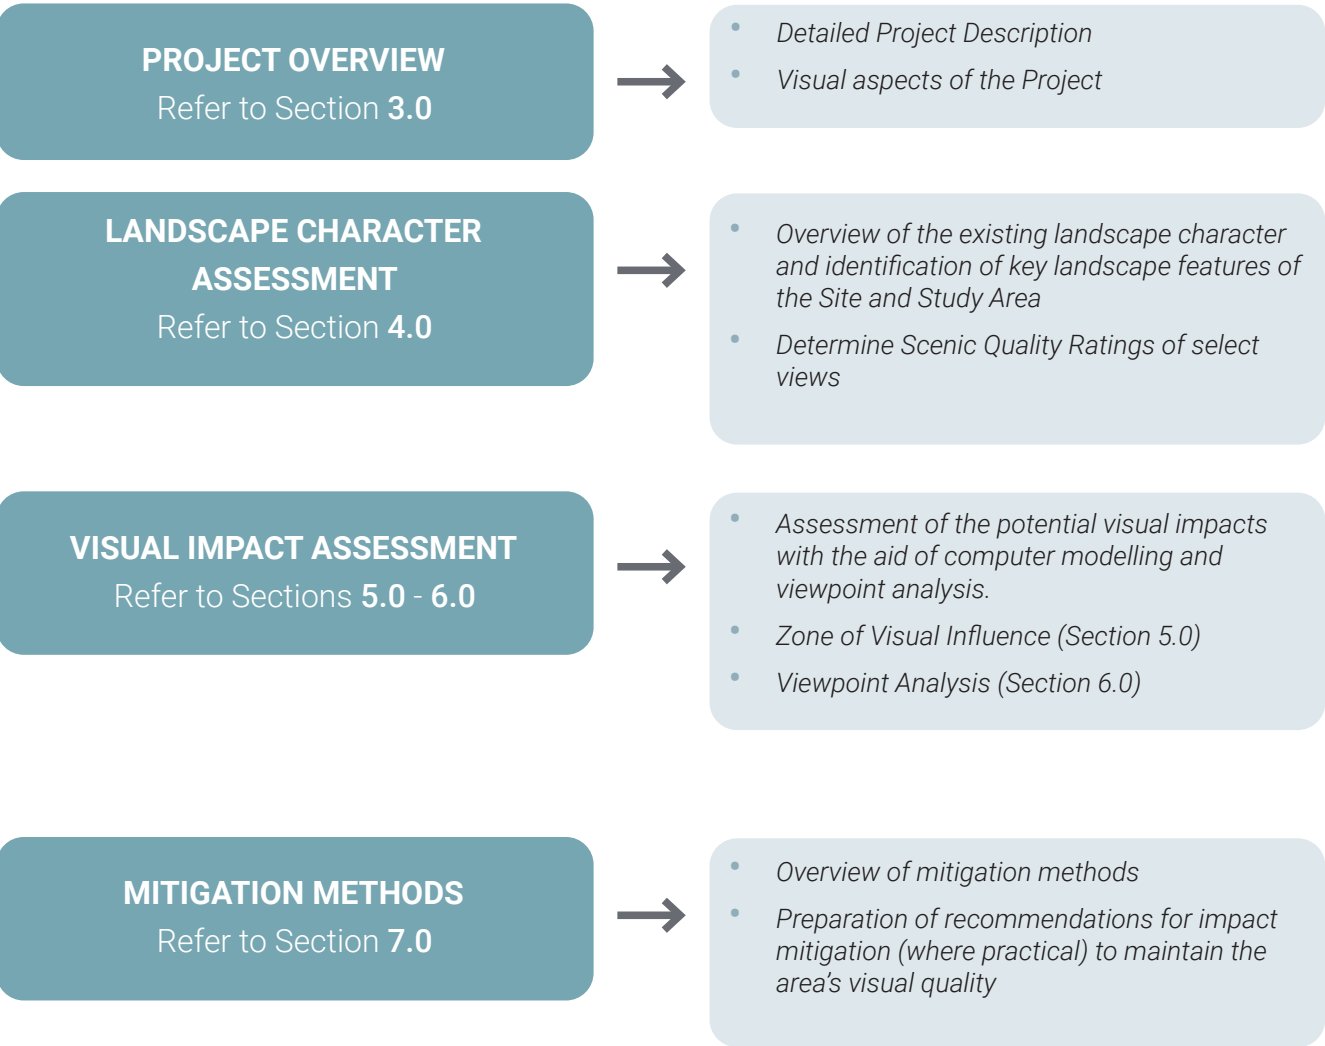 PROJECT OVERVIEW
Refer to Section 3.0
• Detailed Project Description
• Visual aspects of the Project
LANDSCAPE CHARACTER
ASSESSMENT
Refer to Section 4.0
• Overview of the existing landscape character
and identification of key landscape features of
the Site and Study Area
• Determine Scenic Quality Ratings of select
views
VISUAL IMPACT ASSESSMENT
Refer to Sections 5.0 - 6.0
• Assessment of the potential visual impacts
with the aid of computer modelling and
viewpoint analysis.
• Zone of Visual Influence (Section 5.0)
• Viewpoint Analysis (Section 6.0)
MITIGATION METHODS
Refer to Section 7.0
• Overview of mitigation methods
• Preparation of recommendations for impact
mitigation (where practical) to maintain the
area's visual quality